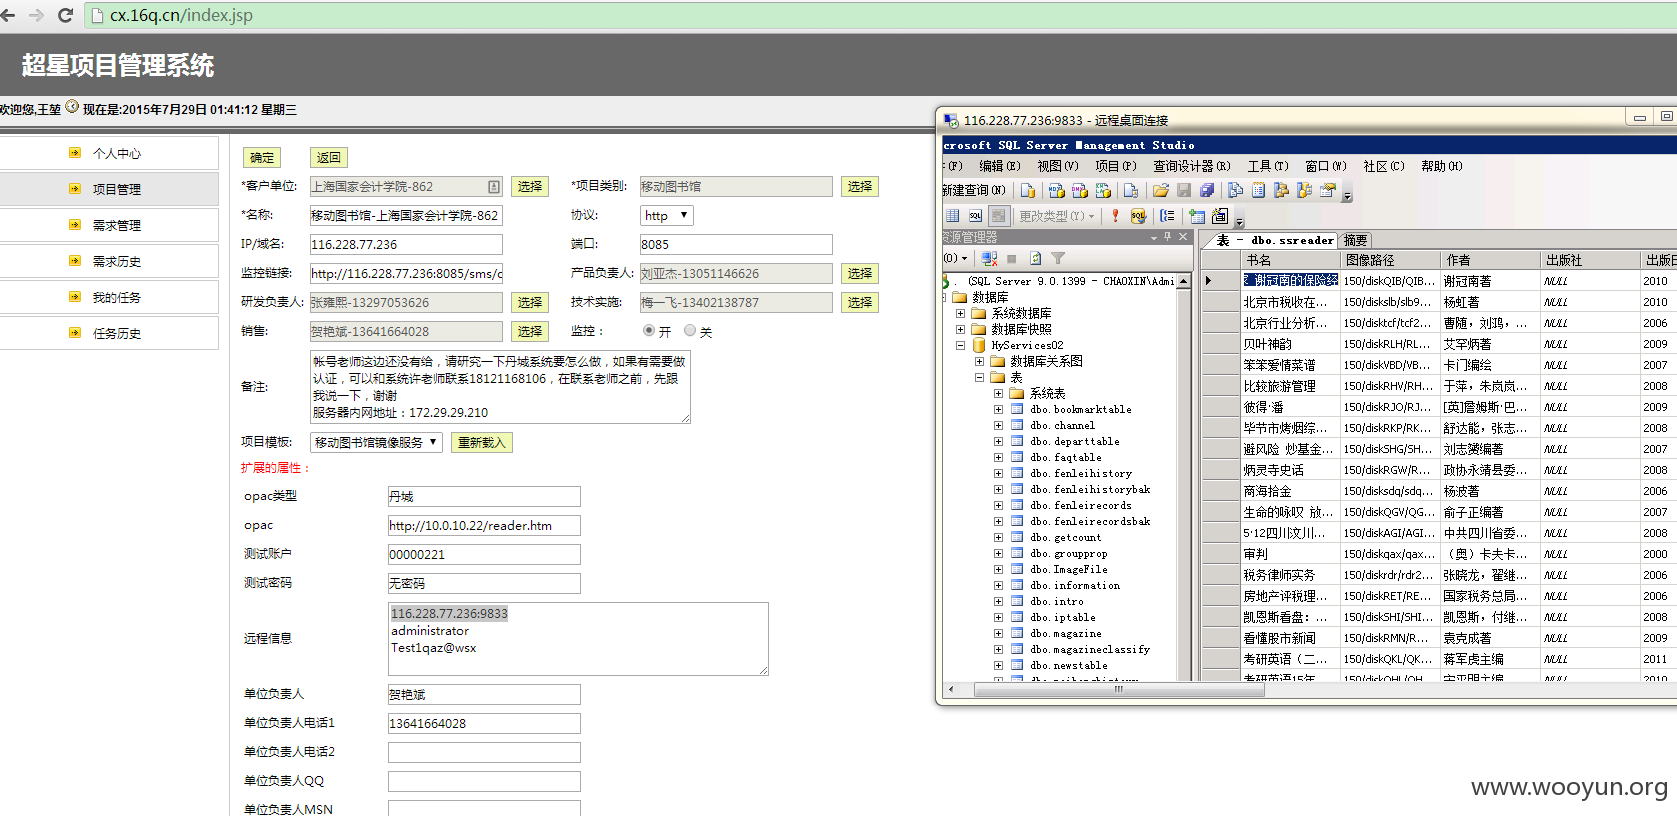 cx.16q.cn/index.jsp
超星项目管理系统
欢迎您,王堃 现在是:2015年7月29日 01:41:12 星期三
个人中心
项目管理
需求管理
需求历史
我的任务
任务历史
确定 返回
*客户单位: 上海国家会计学院-862 选择 *项目类别: 移动图书馆 选择
*名称: 移动图书馆-上海国家会计学院-862 协议: http
IP/域名: 116.228.77.236 端口: 8085
监控链接: http://116.228.77.236:8085/sms/c 产品负责人: 刘亚杰-13051146626 选择
研发负责人: 张雍熙-13297053626 选择 技术实施: 梅一飞-13402138787 选择
销售: 贺艳斌-13641664028 选择 监控: 开 关
备注:
帐号老师这边还没有给，请研究一下丹城系统要怎么做，如果有需要做
认证，可以和系统许老师联系18121168106，在联系老师之前，先跟
我说一下，谢谢
服务器内网地址：172.29.29.210
项目模板: 移动图书馆镜像服务 重新载入
扩展的属性：
opac类型 丹城
opac http://10.0.10.22/reader.htm
测试账户 00000221
测试密码 无密码
远程信息
116.228.77.236:9833
administrator
Test1qaz@wsx
单位负责人 贺艳斌
单位负责人电话1 13641664028
单位负责人电话2
单位负责人QQ
单位负责人MSN
116.228.77.236:9833 - 远程桌面连接
crosoft SQL Server Management Studio
(F) 编辑(E) 视图(V) 项目(P) 查询设计器(R) 工具(T) 窗口(W) 社区(C) 帮助(H)
新建查询(N)
更改类型(Y)
资源管理器
(O)
. (SQL Server 9.0.1399 - CHAOXIN\Admi
数据库
系统数据库
数据库快照
HyServices02
数据库关系图
表
系统表
dbo.bookmarktable
dbo.channel
dbo.departtable
dbo.faqtable
dbo.fenleihistory
dbo.fenleihistorybak
dbo.fenleirecords
dbo.fenleirecordsbak
dbo.getcount
dbo.groupprop
dbo.ImageFile
dbo.information
dbo.intro
dbo.iptable
dbo.magazine
dbo.magazineclassify
dbo.newstable
表 - dbo.ssreader 摘要
书名 图像路径 作者 出版社 出版日
谢冠南的保险经 150/diskQIB/QIB... 谢冠南著 NULL 2010
北京市税收在... 150/diskslb/slb9... 杨虹著 NULL 2010
北京行业分析... 150/disktcf/tcf2... 曹随，刘鸿，... NULL 2006
贝叶神韵 150/diskRLH/RL... 艾罕炳著 NULL 2009
笨笨爱情菜谱 150/diskVBD/VB... 卡门编绘 NULL 2007
比较旅游管理 150/diskRHV/RH... 于萍，朱岚岚... NULL 2008
彼得·潘 150/diskRJO/RJ... [英]詹姆斯·巴... NULL 2009
毕节市烤烟综... 150/diskRKP/RK... 舒达能，张志... NULL 2008
避风险 炒基金... 150/diskSHG/SH... 刘志赟编著 NULL 2007
炳灵寺史话 150/diskRGW/R... 政协永靖县委... NULL 2008
商海拾金 150/disksdq/sdq... 杨波著 NULL 2006
生命的咏叹 放... 150/diskQGV/QG... 俞子正编著 NULL 2007
5·12四川汶川... 150/diskAGI/AGI... 中共四川省委... NULL 2008
审判 150/diskqax/qax... （奥）卡夫卡... NULL 2000
税务律师实务 150/diskrdr/rdr2... 张晓龙，翟继... NULL 2006
房地产评税理... 150/diskRET/RE... 国家税务总局... NULL 2006
凯恩斯看盘：... 150/diskSHI/SHI... 凯恩斯，付继... NULL 2008
看懂股市新闻 150/diskRMN/R... 袁克成著 NULL 2009
考研英语（二... 150/diskQKL/QK... 蒋军虎主编 NULL 2011
www.wooyun.org